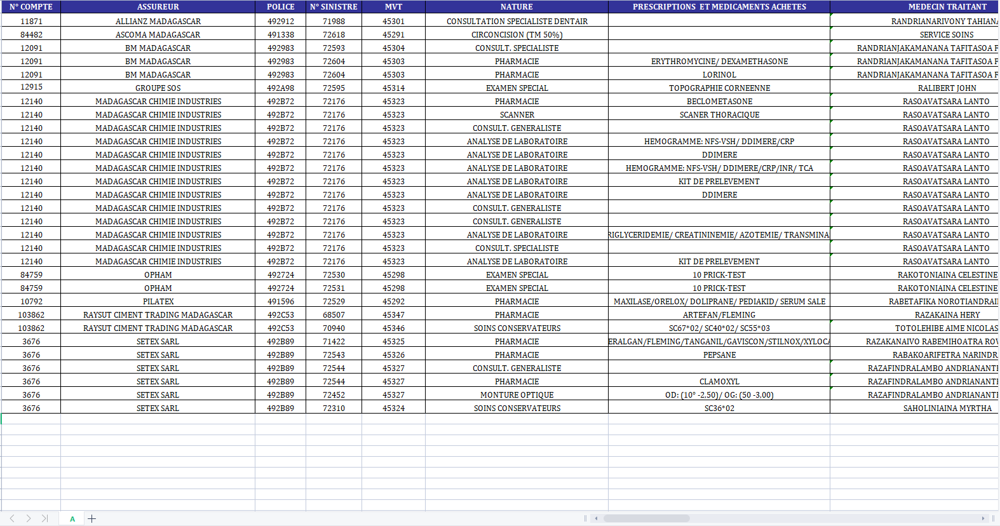 N° COMPTE ASSUREUR POLICE N° SINISTRE MVT NATURE PRESCRIPTIONS ET MEDICAMENTS ACHETES MEDECIN TRAITANT
11871 ALLIANZ MADAGASCAR 492912 71988 45301 CONSULTATION SPECIALISTE DENTAIR RANDRIANARIVONY TAHIANA
84482 ASCOMA MADAGASCAR 491338 72618 45291 CIRCONCISION (TM 50%) SERVICE SOINS
12091 BM MADAGASCAR 492983 72593 45304 CONSULT. SPECIALISTE RANDRIANJAKAMANANA TAFITASOA F
12091 BM MADAGASCAR 492983 72604 45303 PHARMACIE ERYTHROMYCINE/ DEXAMETHASONE RANDRIANJAKAMANANA TAFITASOA F
12091 BM MADAGASCAR 492983 72604 45303 PHARMACIE LORINOL RANDRIANJAKAMANANA TAFITASOA F
12915 GROUPE SOS 492A98 72595 45314 EXAMEN SPECIAL TOPOGRAPHIE CORNEENNE RALIBERT JOHN
12140 MADAGASCAR CHIMIE INDUSTRIES 492B72 72176 45323 PHARMACIE BECLOMETASONE RASOAVATSARA LANTO
12140 MADAGASCAR CHIMIE INDUSTRIES 492B72 72176 45323 SCANNER SCANER THORACIQUE RASOAVATSARA LANTO
12140 MADAGASCAR CHIMIE INDUSTRIES 492B72 72176 45323 CONSULT. GENERALISTE RASOAVATSARA LANTO
12140 MADAGASCAR CHIMIE INDUSTRIES 492B72 72176 45323 ANALYSE DE LABORATOIRE HEMOGRAMME: NFS-VSH/ DDIMERE/CRP RASOAVATSARA LANTO
12140 MADAGASCAR CHIMIE INDUSTRIES 492B72 72176 45323 ANALYSE DE LABORATOIRE DDIMERE RASOAVATSARA LANTO
12140 MADAGASCAR CHIMIE INDUSTRIES 492B72 72176 45323 ANALYSE DE LABORATOIRE HEMOGRAMME: NFS-VSH/ DDIMERE/CRP/INR/ TCA RASOAVATSARA LANTO
12140 MADAGASCAR CHIMIE INDUSTRIES 492B72 72176 45323 ANALYSE DE LABORATOIRE KIT DE PRELEVEMENT RASOAVATSARA LANTO
12140 MADAGASCAR CHIMIE INDUSTRIES 492B72 72176 45323 ANALYSE DE LABORATOIRE DDIMERE RASOAVATSARA LANTO
12140 MADAGASCAR CHIMIE INDUSTRIES 492B72 72176 45323 CONSULT. GENERALISTE RASOAVATSARA LANTO
12140 MADAGASCAR CHIMIE INDUSTRIES 492B72 72176 45323 CONSULT. GENERALISTE RASOAVATSARA LANTO
12140 MADAGASCAR CHIMIE INDUSTRIES 492B72 72176 45323 ANALYSE DE LABORATOIRE RIGLYCERIDEMIE/ CREATININEMIE/ AZOTEMIE/ TRANSMINA RASOAVATSARA LANTO
12140 MADAGASCAR CHIMIE INDUSTRIES 492B72 72176 45323 CONSULT. SPECIALISTE RASOAVATSARA LANTO
12140 MADAGASCAR CHIMIE INDUSTRIES 492B72 72176 45323 ANALYSE DE LABORATOIRE KIT DE PRELEVEMENT RASOAVATSARA LANTO
84759 OPHAM 492724 72530 45298 EXAMEN SPECIAL 10 PRICK-TEST RAKOTONIAINA CELESTINE
84759 OPHAM 492724 72531 45298 EXAMEN SPECIAL 10 PRICK-TEST RAKOTONIAINA CELESTINE
10792 PILATEX 491596 72529 45292 PHARMACIE MAXILASE/ORELOX/ DOLIPRANE/ PEDIAKID/ SERUM SALE RABETAFIKA NOROTIANDRAI
103862 RAYSUT CIMENT TRADING MADAGASCAR 492C53 68507 45347 PHARMACIE ARTEFAN/FLEMING RAZAKAINA HERY
103862 RAYSUT CIMENT TRADING MADAGASCAR 492C53 70940 45346 SOINS CONSERVATEURS SC67*02/ SC40*02/ SC55*03 TOTOLEHIBE AIME NICOLAS
3676 SETEX SARL 492B89 71422 45325 PHARMACIE ERALGAN/FLEMING/TANGANIL/GAVISCON/STILNOX/XYLOCA RAZAKANAIVO RABEMIHOATRA ROV
3676 SETEX SARL 492B89 72543 45326 PHARMACIE PEPSANE RABAKOARIFETRA NARINDR
3676 SETEX SARL 492B89 72544 45327 CONSULT. GENERALISTE RAZAFINDRALAMBO ANDRIANANTE
3676 SETEX SARL 492B89 72544 45327 PHARMACIE CLAMOXYL RAZAFINDRALAMBO ANDRIANANTE
3676 SETEX SARL 492B89 72452 45327 MONTURE OPTIQUE OD: (10° -2,50)/ OG: (50 -3,00) RAZAFINDRALAMBO ANDRIANANTE
3676 SETEX SARL 492B89 72310 45324 SOINS CONSERVATEURS SC36*02 SAHOLINIAINA MYRTHA
A